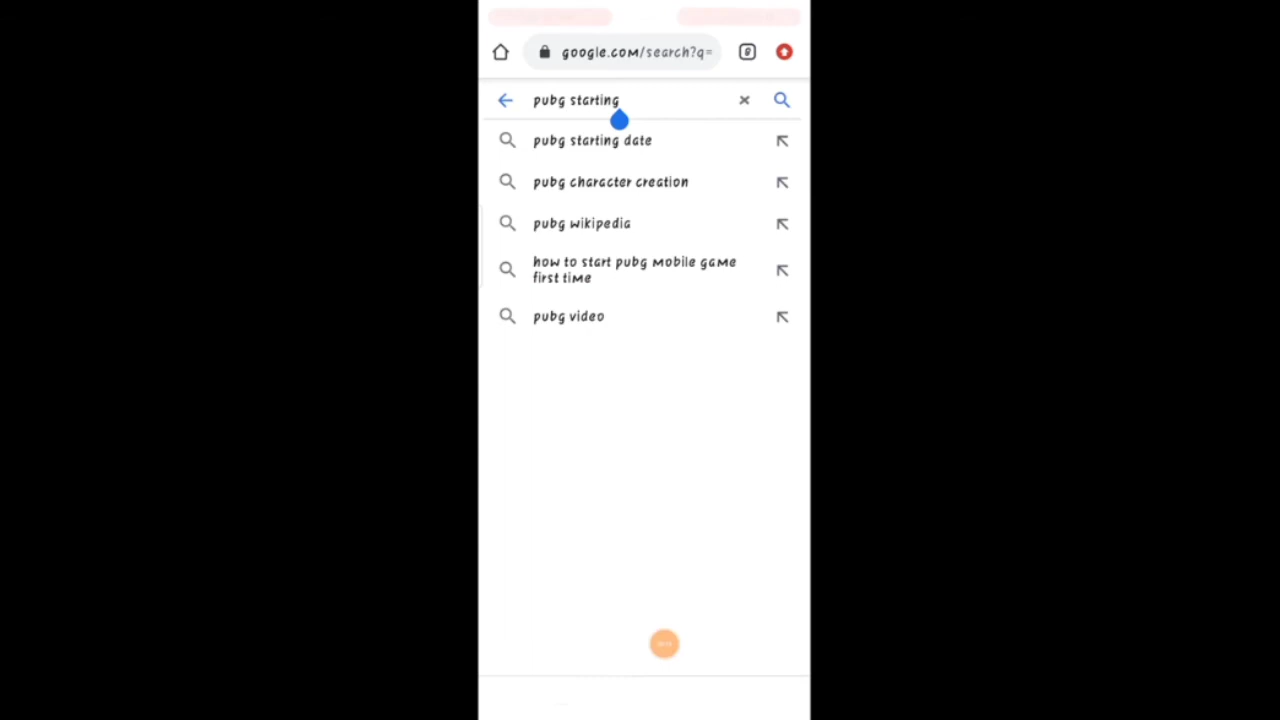 google.com/search?q=
8
pubg starting
pubg starting date
pubg character creation
pubg wikipedia
how to start pubg mobile game
first time
pubg video